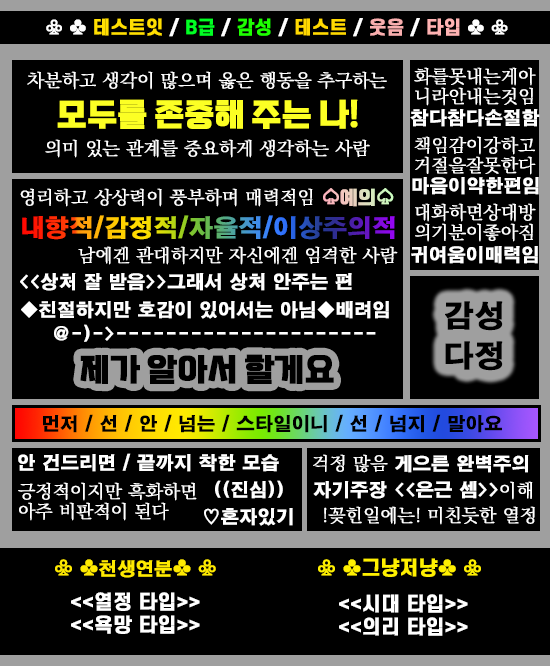 ♧ ♣ 테스트잇 / B급 / 감성 / 테스트 / 웃음 / 타입 ♣ ♧
차분하고 생각이 많으며 옳은 행동을 추구하는
모두를 존중해 주는 나!
의미 있는 관계를 중요하게 생각하는 사람
화를못내는게아
니라안내는것임
참다참다손절함
책임감이강하고
거절을잘못한다
마음이약한편임
대화하면상대방
의기분이좋아짐
귀여움이매력임
영리하고 상상력이 풍부하며 매력적임 ♤예의♤
내향적/감정적/자율적/이상주의적
남에겐 관대하지만 자신에겐 엄격한 사람
<<상처 잘 받음>>그래서 상처 안주는 편
◆친절하지만 호감이 있어서는 아님◆배려임
@-)->----------------------
제가 알아서 할게요
감성
다정
먼저 / 선 / 안 / 넘는 / 스타일이니 / 선 / 넘지 / 말아요
안 건드리면 / 끝까지 착한 모습
긍정적이지만 흑화하면 ((진심))
아주 비판적이 된다 ♡혼자있기
걱정 많음 게으른 완벽주의
자기주장 <<은근 셈>>이해
!꽂힌일에는! 미친듯한 열정
♧ ♣천생연분♣ ♧
<<열정 타입>>
<<욕망 타입>>
♧ ♣그냥저냥♣ ♧
<<시대 타입>>
<<의리 타입>>